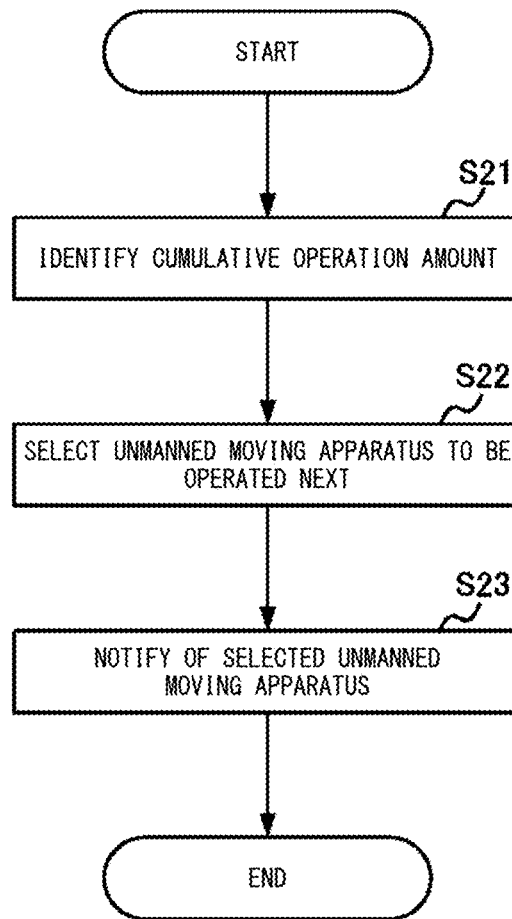 START
S21
IDENTIFY CUMULATIVE OPERATION AMOUNT
S22
SELECT UNMANNED MOVING APPARATUS TO BE
OPERATED NEXT
S23
NOTIFY OF SELECTED UNMANNED
MOVING APPARATUS
END